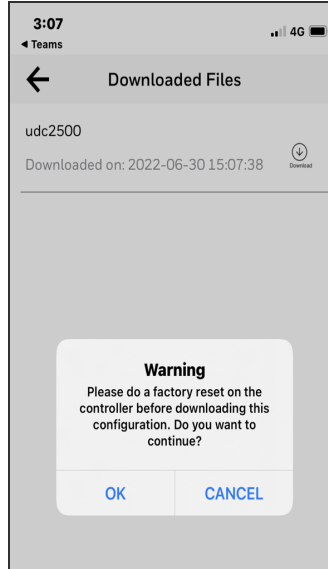 3:07
4G
◀ Teams
Downloaded Files
udc2500
Downloaded on: 2022-06-30 15:07:38
Download
Warning
Please do a factory reset on the
controller before downloading this
configuration. Do you want to
continue?
OK
CANCEL